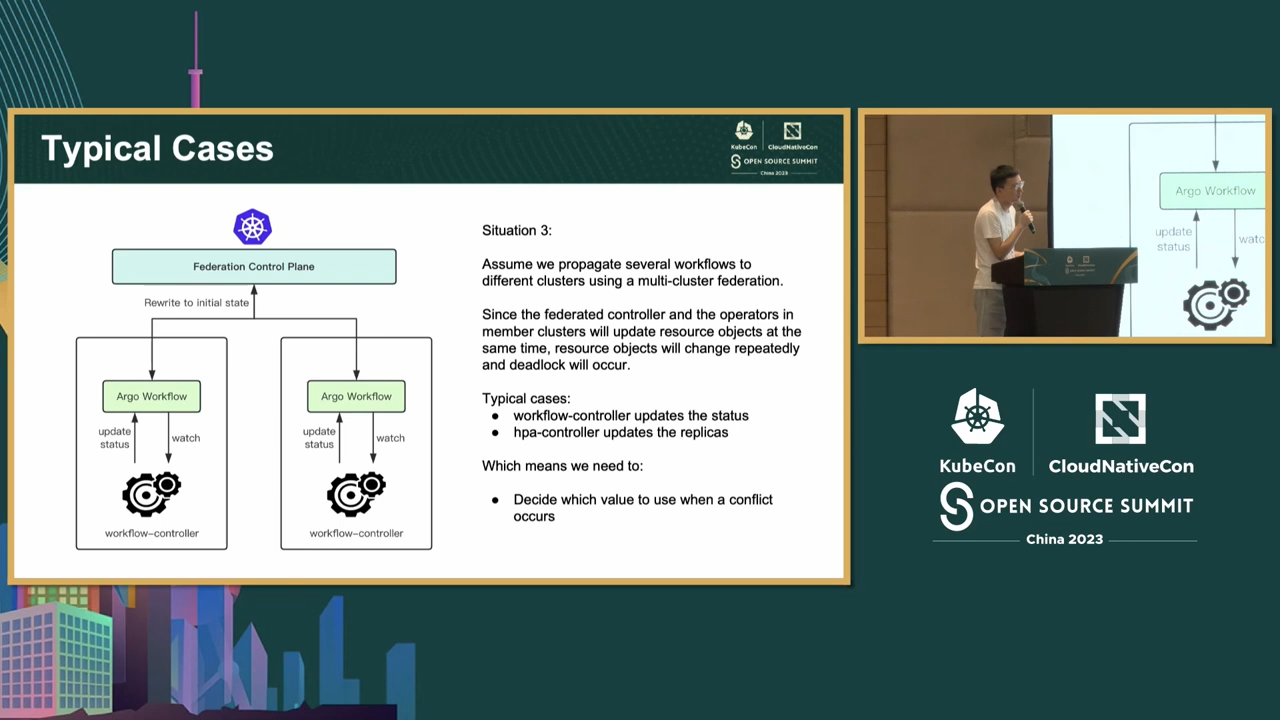 Typical Cases
KubeCon
CloudNativeCon
OPEN SOURCE SUMMIT
China 2023
Federation Control Plane
Rewrite to initial state
Argo Workflow
update
status
watch
workflow-controller
Argo Workflow
update
status
watch
workflow-controller
Situation 3:
Assume we propagate several workflows to
different clusters using a multi-cluster federation.
Since the federated controller and the operators in
member clusters will update resource objects at the
same time, resource objects will change repeatedly
and deadlock will occur.
Typical cases:
● workflow-controller updates the status
● hpa-controller updates the replicas
Which means we need to:
● Decide which value to use when a conflict
occurs
Argo Workflow
update
status
watc
KubeCon
CloudNativeCon
OPEN SOURCE SUMMIT
China 2023